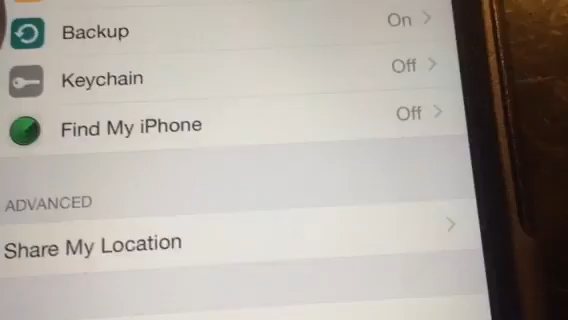 Backup On
Keychain Off
Find My iPhone Off
ADVANCED
Share My Location